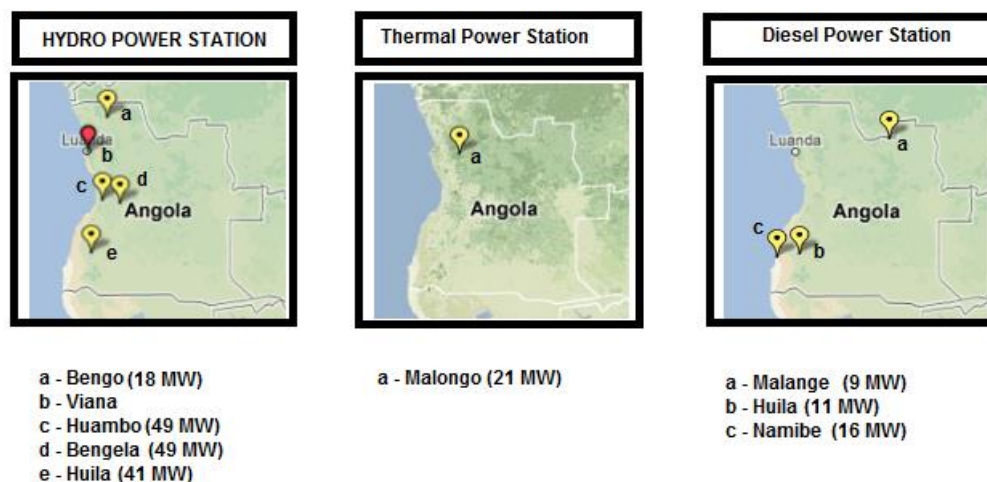 HYDRO POWER STATION
Thermal Power Station
Diesel Power Station
a
Luanda
b
c
d
Angola
e
a
Angola
a
Luanda
Angola
c
b
a - Bengo (18 MW)
b - Viana
c - Huambo (49 MW)
d - Bengela (49 MW)
e - Huila (41 MW)
a - Malongo (21 MW)
a - Malange (9 MW)
b - Huila (11 MW)
c - Namibe (16 MW)